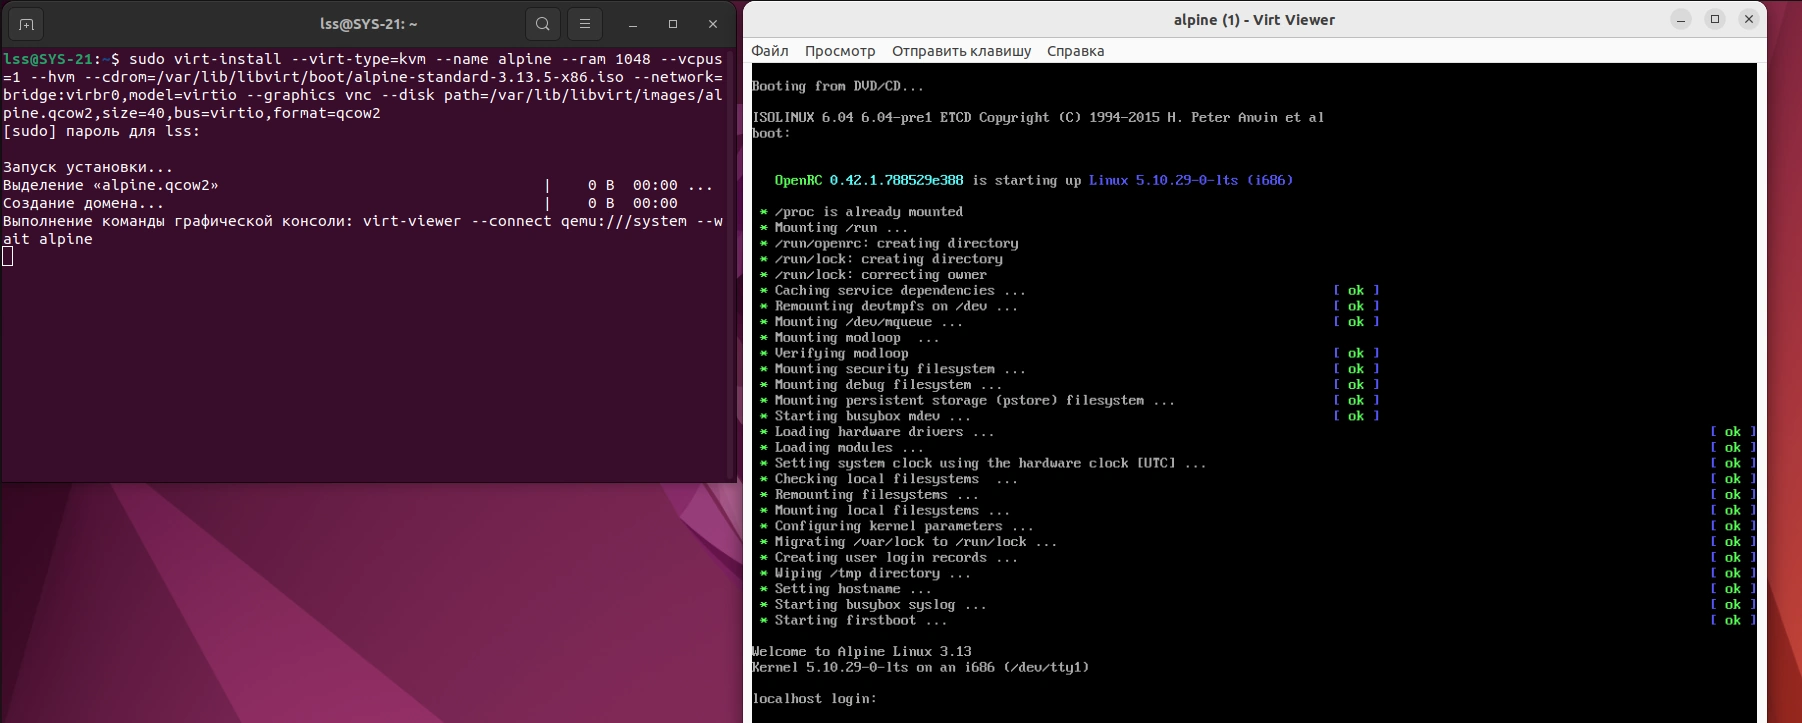 lss@SYS-21: ~
lss@SYS-21:~$ sudo virt-install --virt-type=kvm --name alpine --ram 1048 --vcpus
=1 --hvm --cdrom=/var/lib/libvirt/boot/alpine-standard-3.13.5-x86.iso --network=
bridge:virbr0,model=virtio --graphics vnc --disk path=/var/lib/libvirt/images/al
pine.qcow2,size=40,bus=virtio,format=qcow2
[sudo] пароль для lss:
Запуск установки...
Выделение «alpine.qcow2» | 0 B 00:00 ...
Создание домена... | 0 B 00:00
Выполнение команды графической консоли: virt-viewer --connect qemu:///system --w
ait alpine
alpine (1) - Virt Viewer
Файл Просмотр Отправить клавишу Справка
Booting from DVD/CD...
ISOLINUX 6.04 6.04-pre1 ETCD Copyright (C) 1994-2015 H. Peter Anvin et al
boot:
OpenRC 0.42.1.788529e388 is starting up Linux 5.10.29-0-lts (i686)
* /proc is already mounted
* Mounting /run ...
* /run/openrc: creating directory
* /run/lock: creating directory
* /run/lock: correcting owner
* Caching service dependencies ... [ ok ]
* Remounting devtmpfs on /dev ... [ ok ]
* Mounting /dev/mqueue ... [ ok ]
* Mounting modloop ...
* Verifying modloop [ ok ]
* Mounting security filesystem ... [ ok ]
* Mounting debug filesystem ... [ ok ]
* Mounting persistent storage (pstore) filesystem ... [ ok ]
* Starting busybox mdev ... [ ok ]
* Loading hardware drivers ... [ ok ]
* Loading modules ... [ ok ]
* Setting system clock using the hardware clock [UTC] ... [ ok ]
* Checking local filesystems ... [ ok ]
* Remounting filesystems ... [ ok ]
* Mounting local filesystems ... [ ok ]
* Configuring kernel parameters ... [ ok ]
* Migrating /var/lock to /run/lock ... [ ok ]
* Creating user login records ... [ ok ]
* Wiping /tmp directory ... [ ok ]
* Setting hostname ... [ ok ]
* Starting busybox syslog ... [ ok ]
* Starting firstboot ... [ ok ]
Welcome to Alpine Linux 3.13
Kernel 5.10.29-0-lts on an i686 (/dev/tty1)
localhost login: